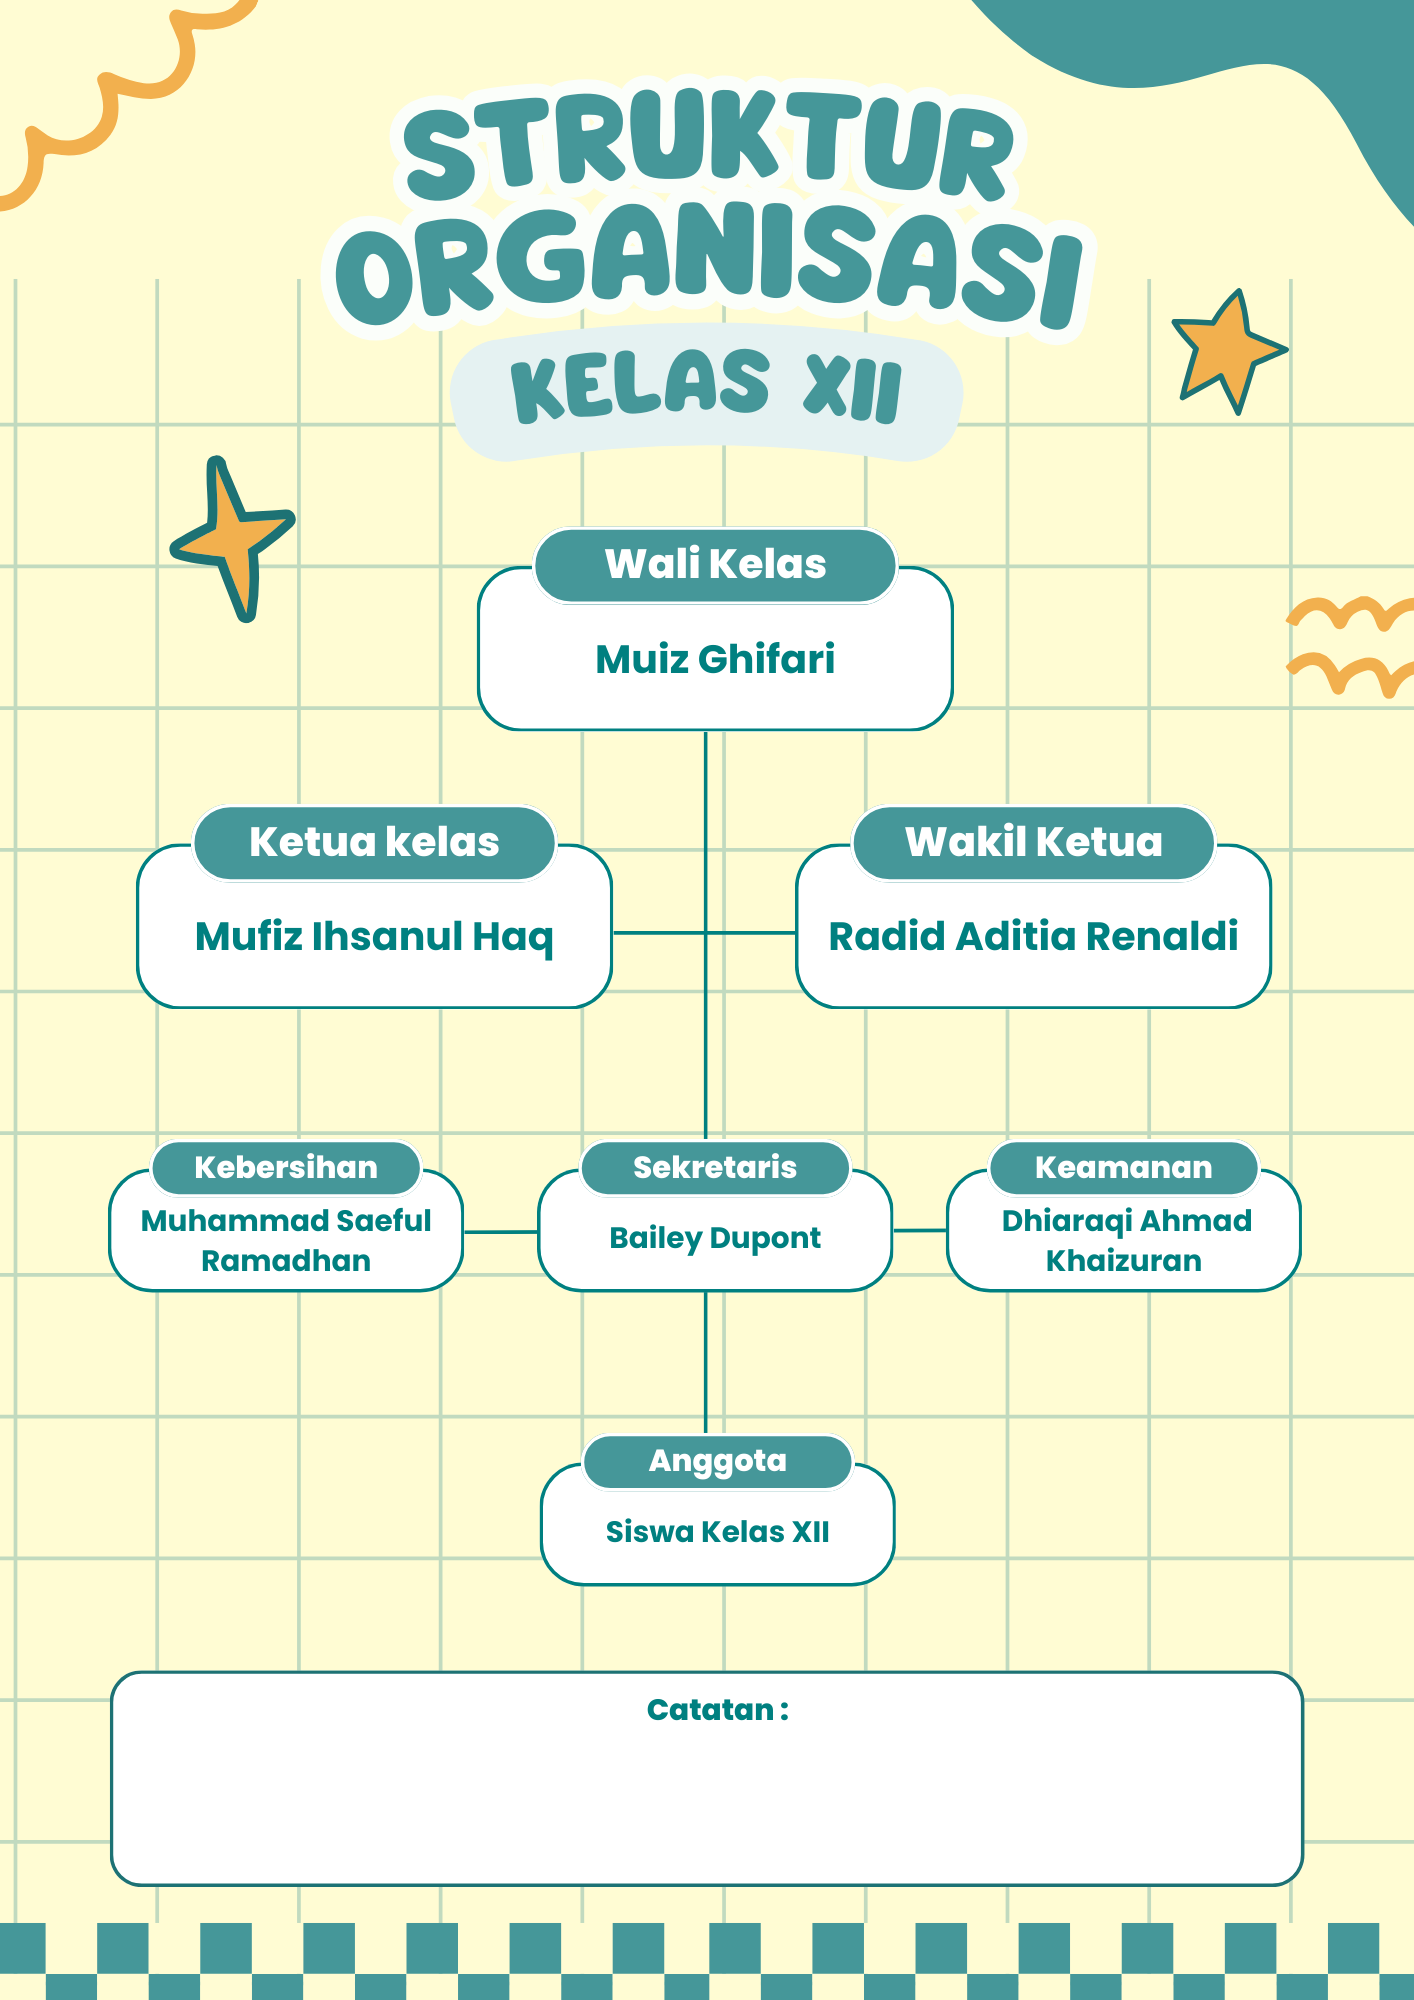 STRUKTUR
ORGANISASI
KELAS XII
Wali Kelas
Muiz Ghifari
Ketua kelas
Mufiz Ihsanul Haq
Wakil Ketua
Radid Aditia Renaldi
Kebersihan
Muhammad Saeful
Ramadhan
Sekretaris
Bailey Dupont
Keamanan
Dhiaraqi Ahmad
Khaizuran
Anggota
Siswa Kelas XII
Catatan :